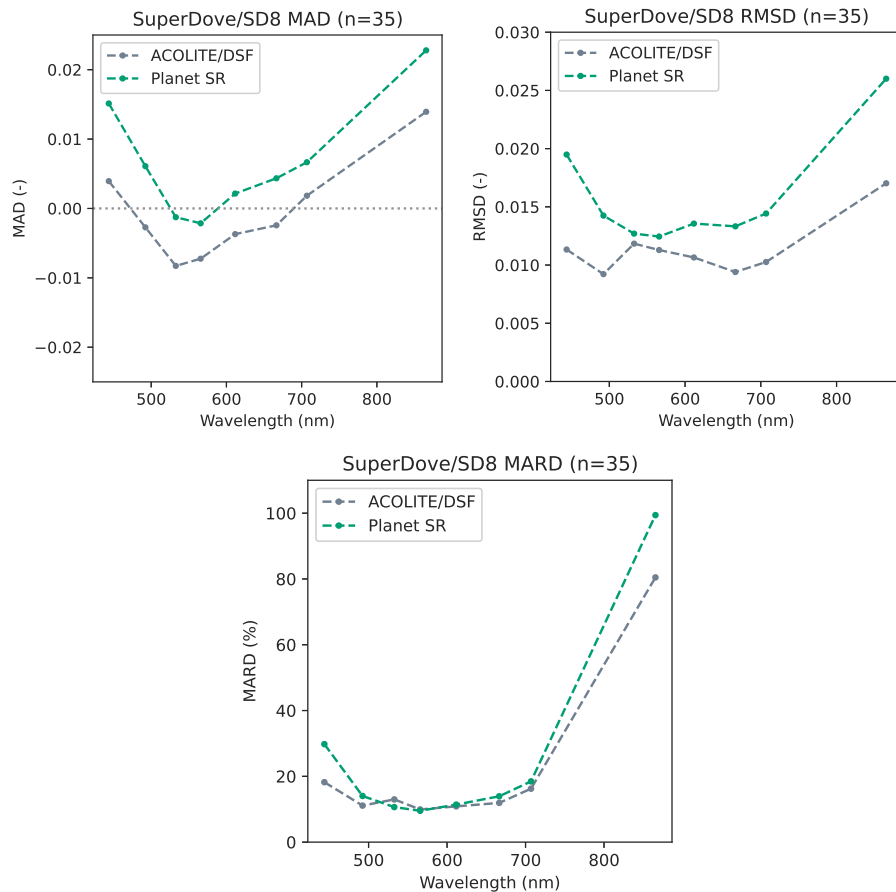 SuperDove/SD8 MAD (n=35)
ACOLITE/DSF
Planet SR
0.02
0.01
0.00
−0.01
−0.02
MAD (-)
500 600 700 800
Wavelength (nm)
SuperDove/SD8 RMSD (n=35)
ACOLITE/DSF
Planet SR
0.030
0.025
0.020
0.015
0.010
0.005
0.000
RMSD (-)
500 600 700 800
Wavelength (nm)
SuperDove/SD8 MARD (n=35)
ACOLITE/DSF
Planet SR
100
80
60
40
20
0
MARD (%)
500 600 700 800
Wavelength (nm)